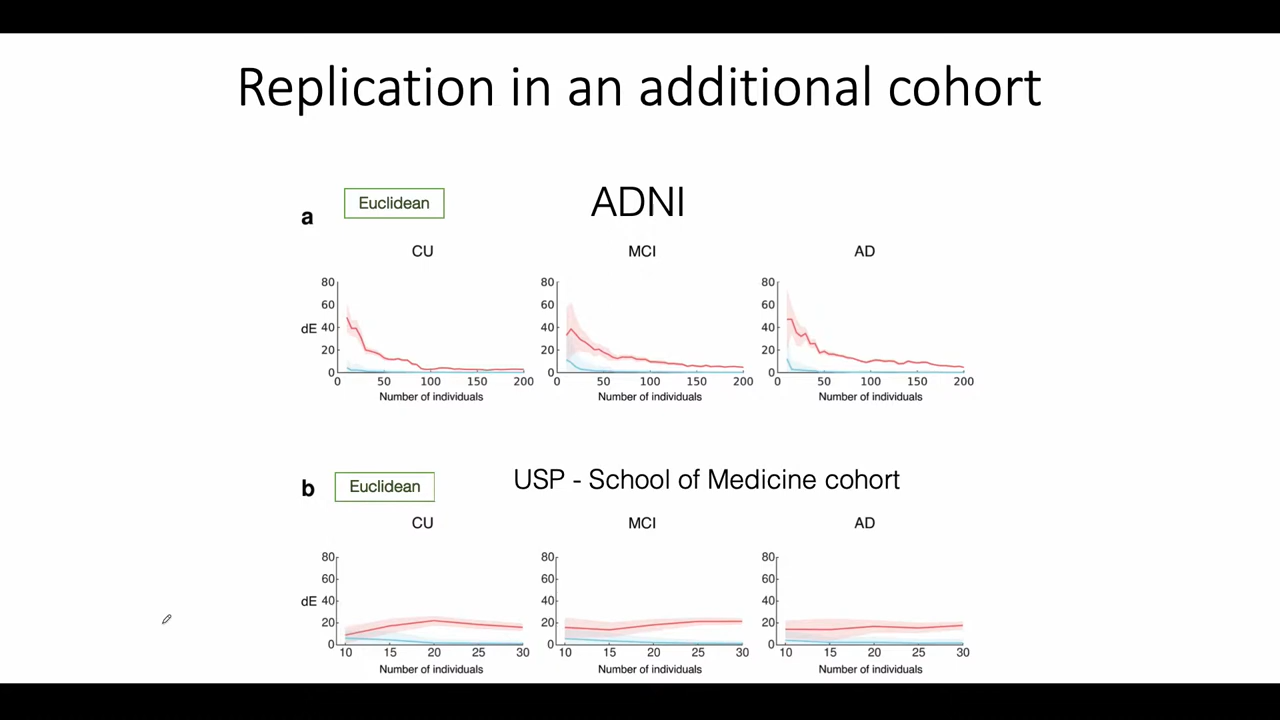 Replication in an additional cohort
a
Euclidean
ADNI
CU
MCI
AD
80
60
dE 40
20
0
0 50 100 150 200
Number of individuals
80
60
40
20
0
0 50 100 150 200
Number of individuals
80
60
40
20
0
0 50 100 150 200
Number of individuals
b
Euclidean
USP - School of Medicine cohort
CU
MCI
AD
80
60
dE 40
20
0
10 15 20 25 30
Number of individuals
80
60
40
20
0
10 15 20 25 30
Number of individuals
80
60
40
20
0
10 15 20 25 30
Number of individuals